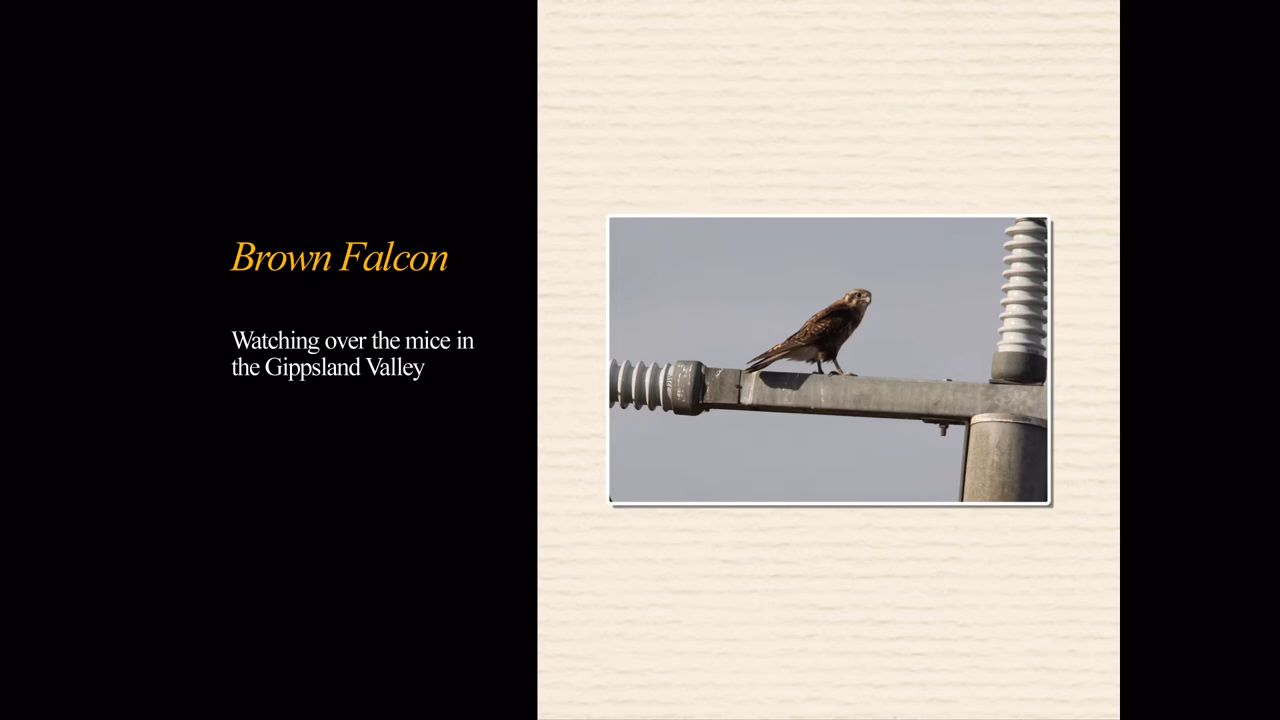 Brown Falcon
Watching over the mice in
the Gippsland Valley